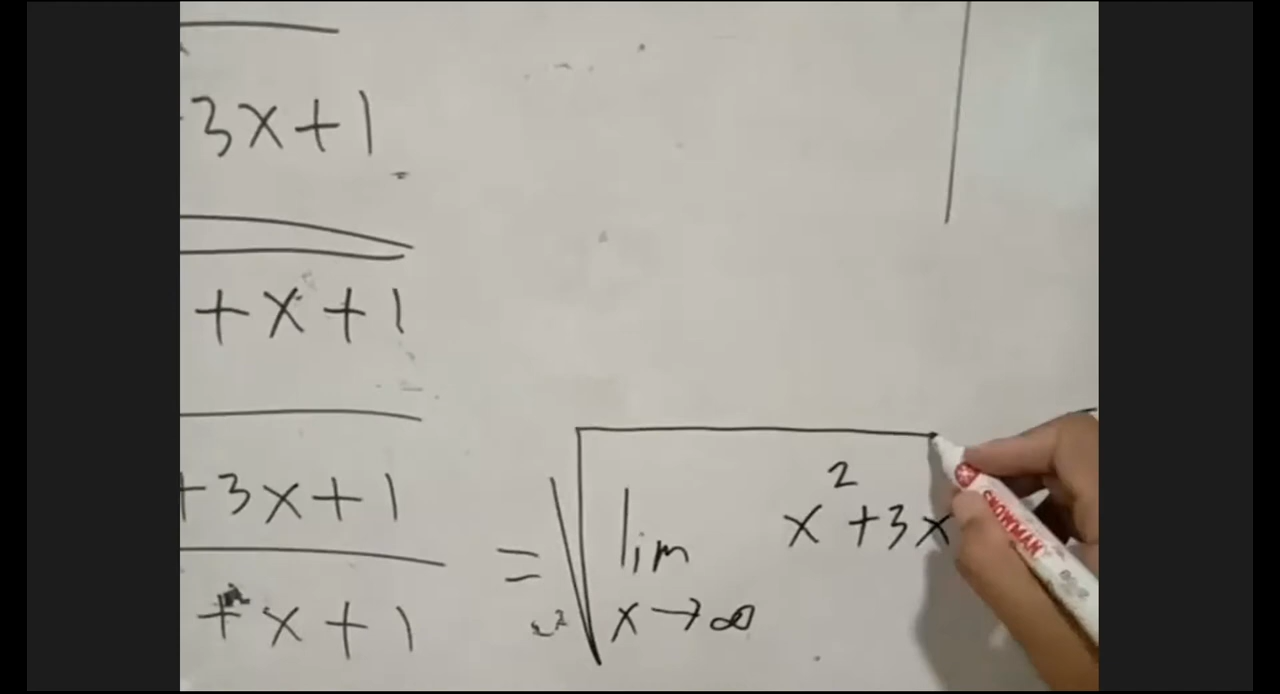 3x+1
+x+1
+3x+1
+x+1
= √ lim x→∞ x²+3x
SNOWMAN